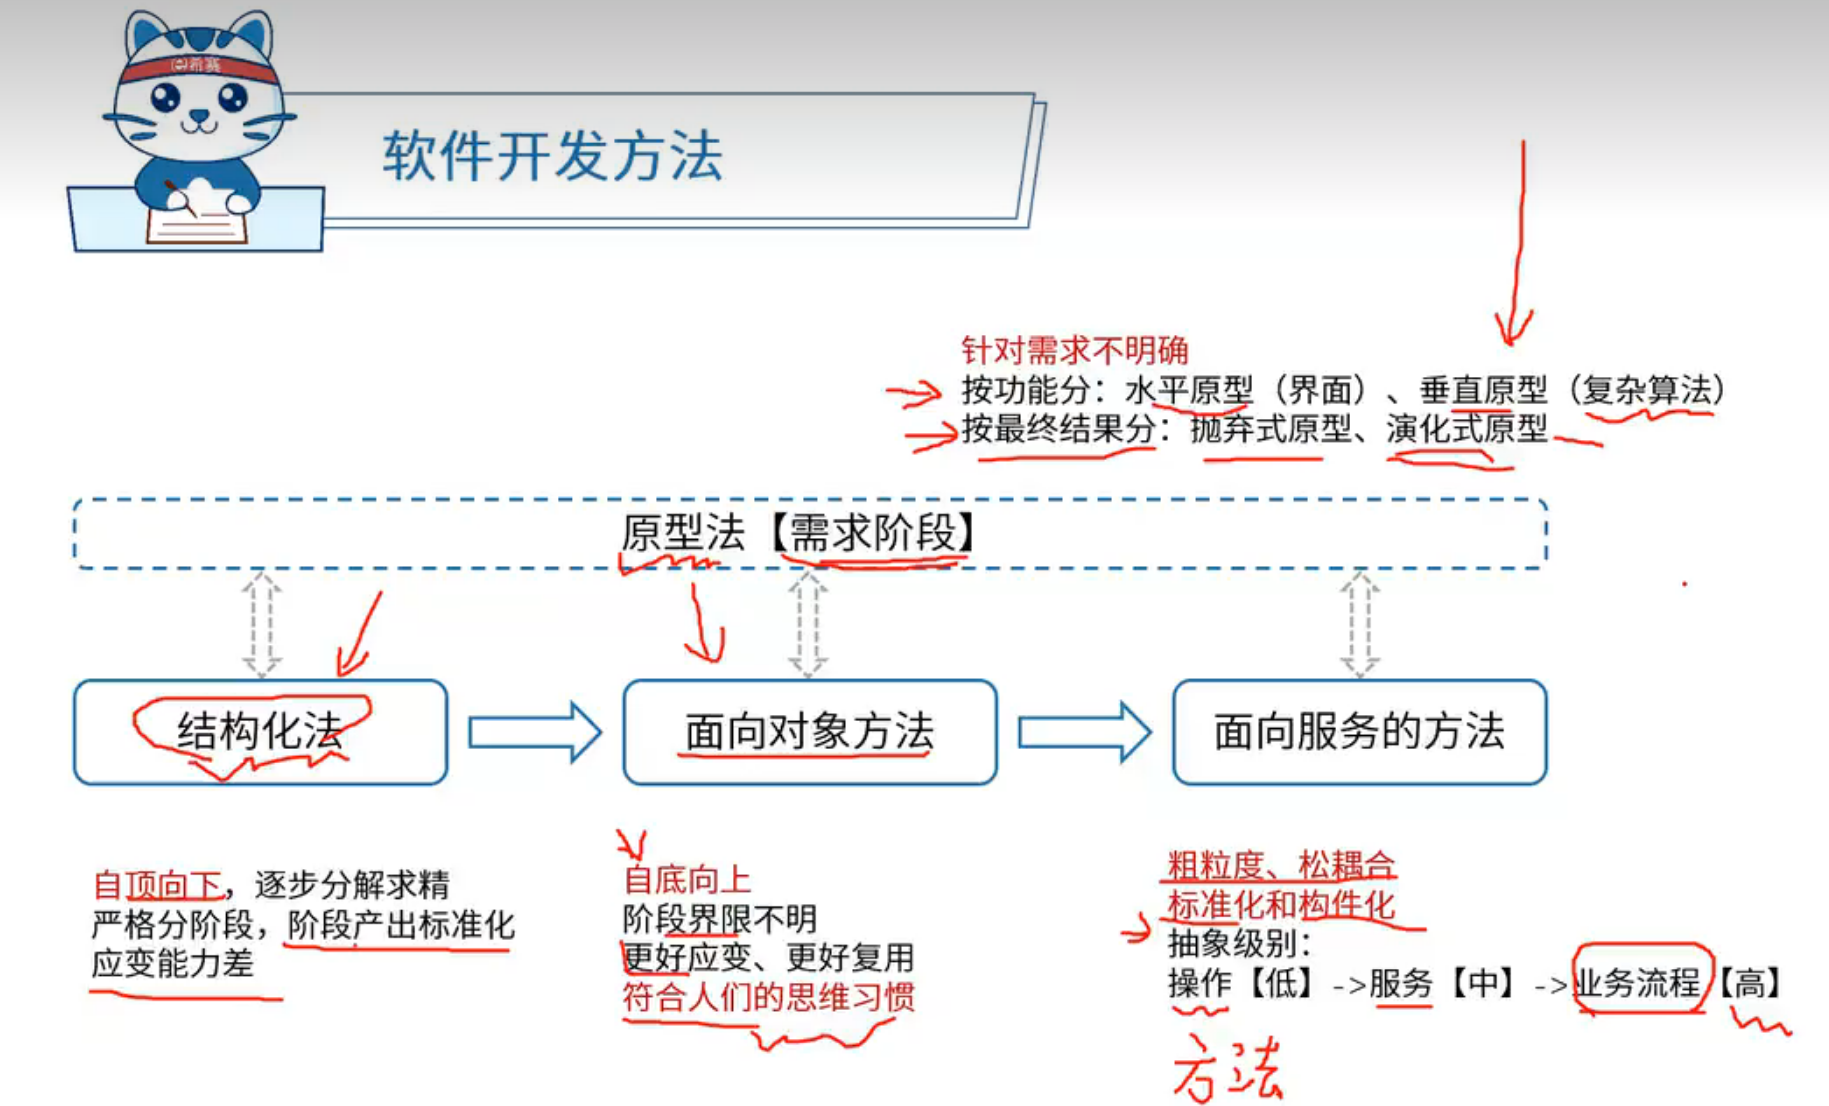 希赛
软件开发方法
针对需求不明确
按功能分：水平原型（界面）、垂直原型（复杂算法）
按最终结果分：抛弃式原型、演化式原型
原型法【需求阶段】
结构化法
面向对象方法
面向服务的方法
自顶向下，逐步分解求精
严格分阶段，阶段产出标准化
应变能力差
自底向上
阶段界限不明
更好应变、更好复用
符合人们的思维习惯
粗粒度、松耦合
标准化和构件化
抽象级别：
操作【低】->服务【中】->业务流程【高】
方法